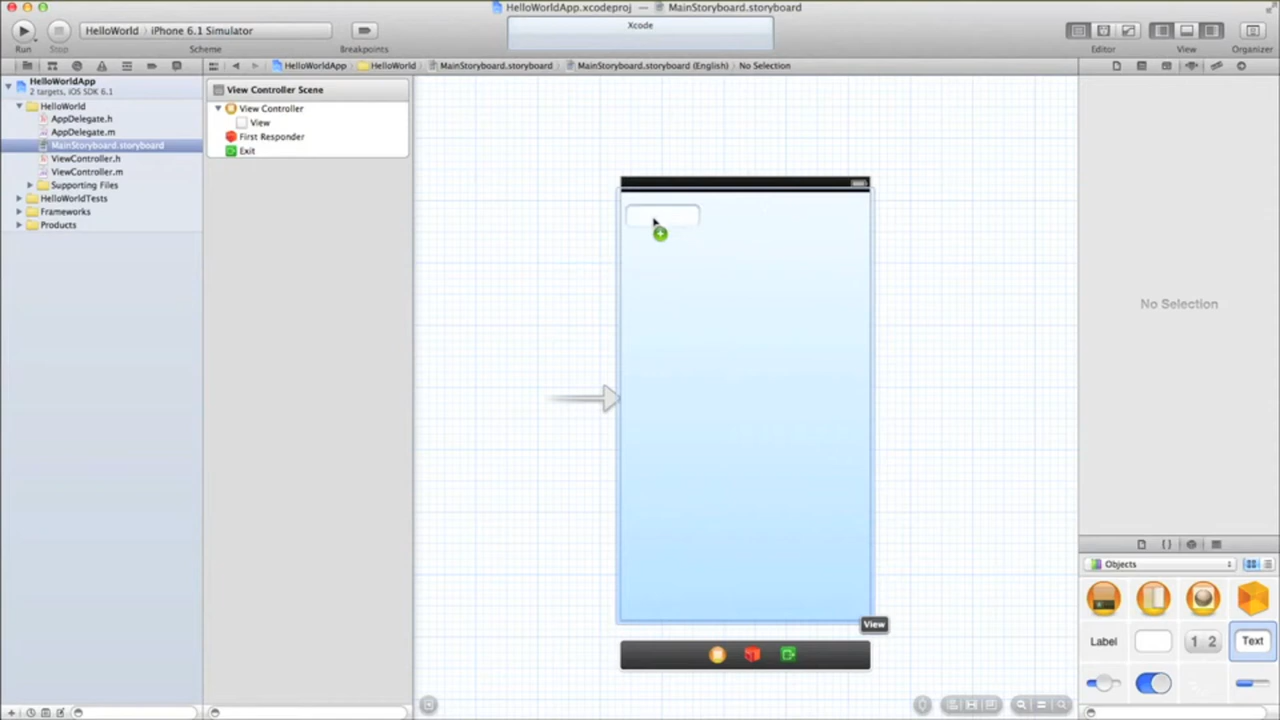 HelloWorldApp.xcodeproj — MainStoryboard.storyboard
HelloWorld › iPhone 6.1 Simulator
Xcode
Run
Stop
Scheme
Breakpoints
Editor
View
Organizer
HelloWorldApp
HelloWorld
MainStoryboard.storyboard
MainStoryboard.storyboard (English)
No Selection
HelloWorldApp
2 targets, iOS SDK 6.1
HelloWorld
AppDelegate.h
AppDelegate.m
MainStoryboard.storyboard
ViewController.h
ViewController.m
Supporting Files
HelloWorldTests
Frameworks
Products
View Controller Scene
View Controller
View
First Responder
Exit
View
No Selection
Objects
Label
1 2
Text